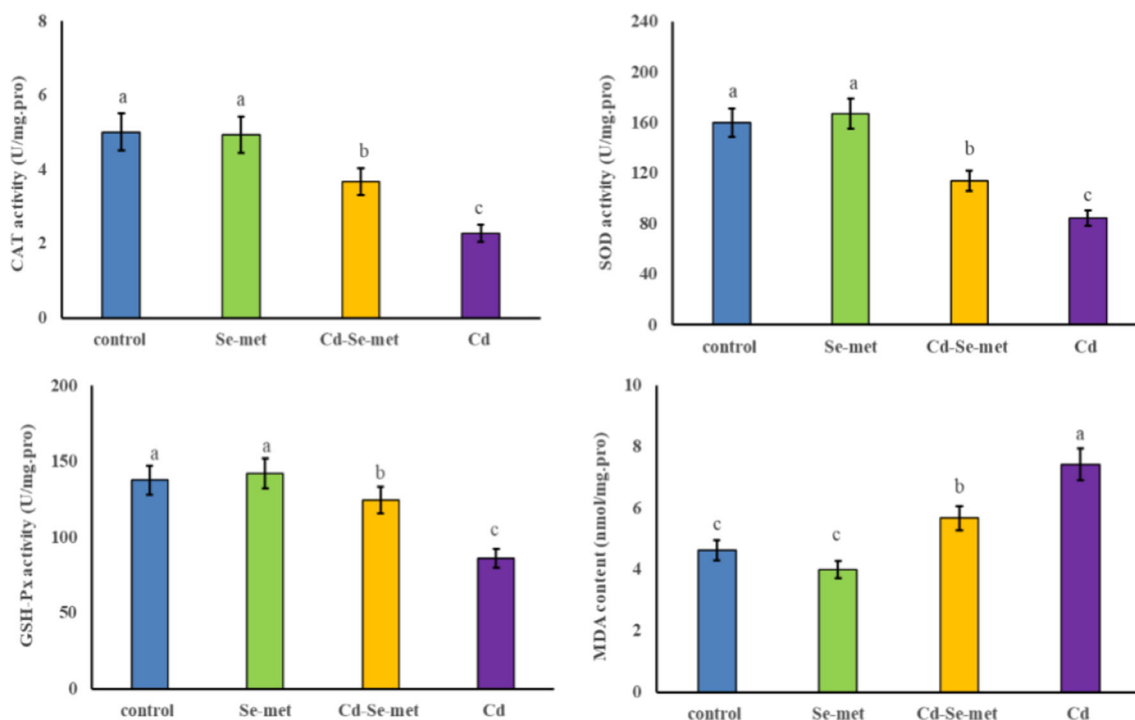 CAT activity (U/mg.pro)
8
6
4
2
0
a
a
b
c
control
Se-met
Cd-Se-met
Cd
SOD activity (U/mg.pro)
240
200
160
120
80
40
0
a
a
b
c
control
Se-met
Cd-Se-met
Cd
GSH-Px activity (U/mg.pro)
200
150
100
50
0
a
a
b
c
control
Se-met
Cd-Se-met
Cd
MDA content (nmol/mg.pro)
10
8
6
4
2
0
c
c
b
a
control
Se-met
Cd-Se-met
Cd